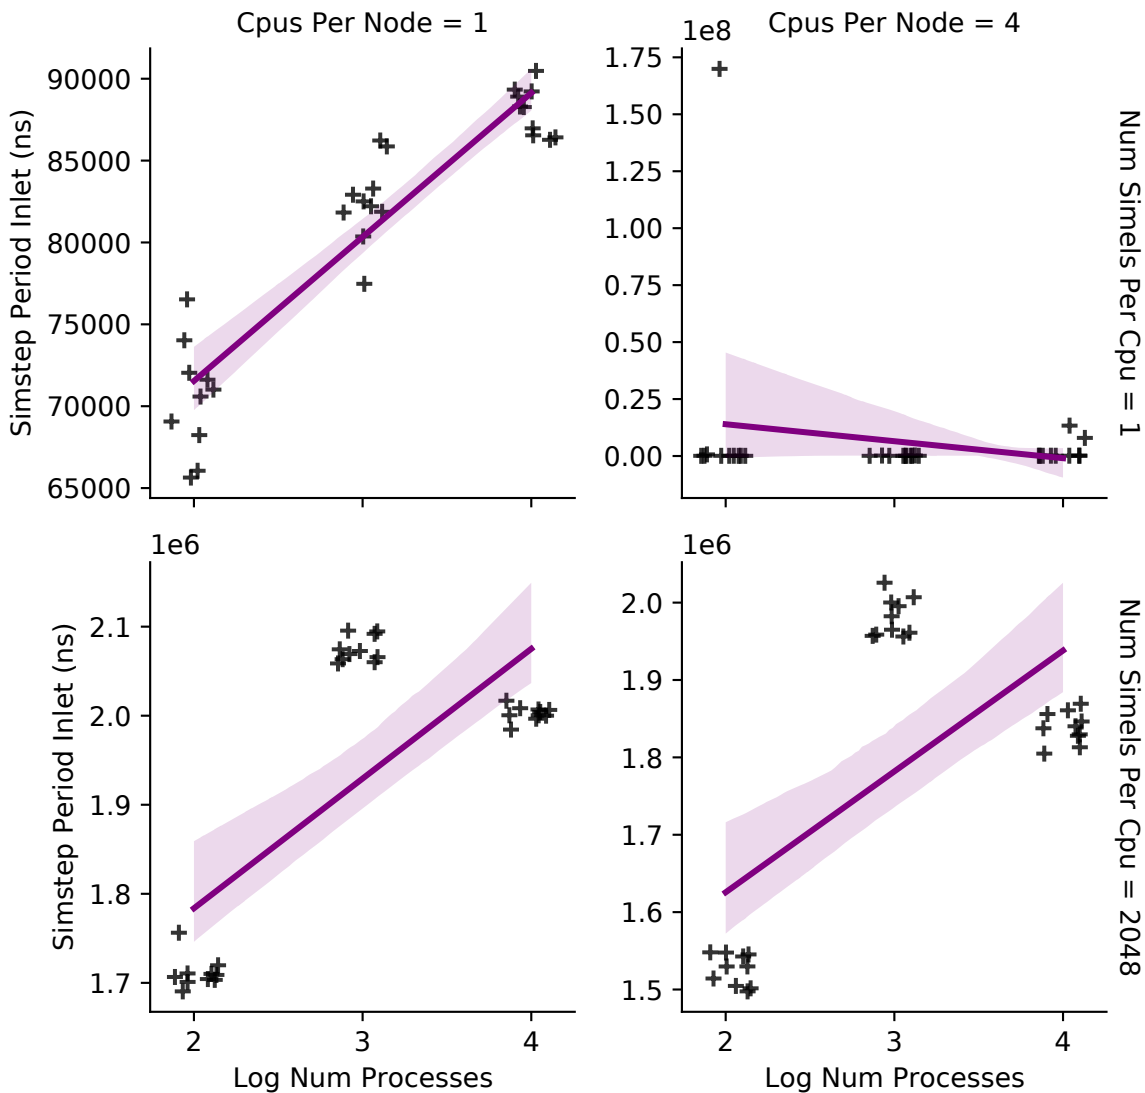 Cpus Per Node = 1
Cpus Per Node = 4
1e8
Simstep Period Inlet (ns)
90000
85000
80000
75000
70000
65000
1.75
1.50
1.25
1.00
0.75
0.50
0.25
0.00
Num Simels Per Cpu = 1
1e6
1e6
Simstep Period Inlet (ns)
2.1
2.0
1.9
1.8
1.7
2.0
1.9
1.8
1.7
1.6
1.5
Num Simels Per Cpu = 2048
2 3 4
2 3 4
Log Num Processes
Log Num Processes